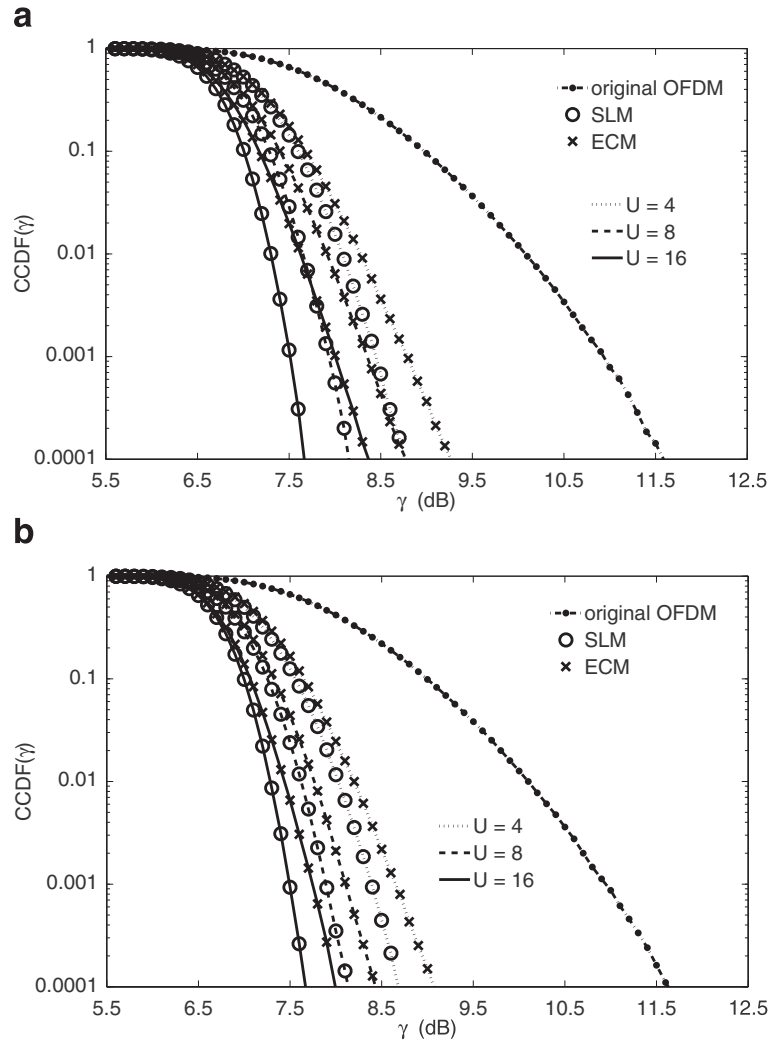 a
1
0.1
0.01
0.001
0.0001
CCDF(γ)
original OFDM
SLM
ECM
U = 4
U = 8
U = 16
5.5 6.5 7.5 8.5 9.5 10.5 11.5 12.5
γ (dB)
b
1
0.1
0.01
0.001
0.0001
CCDF(γ)
original OFDM
SLM
ECM
U = 4
U = 8
U = 16
5.5 6.5 7.5 8.5 9.5 10.5 11.5 12.5
γ (dB)